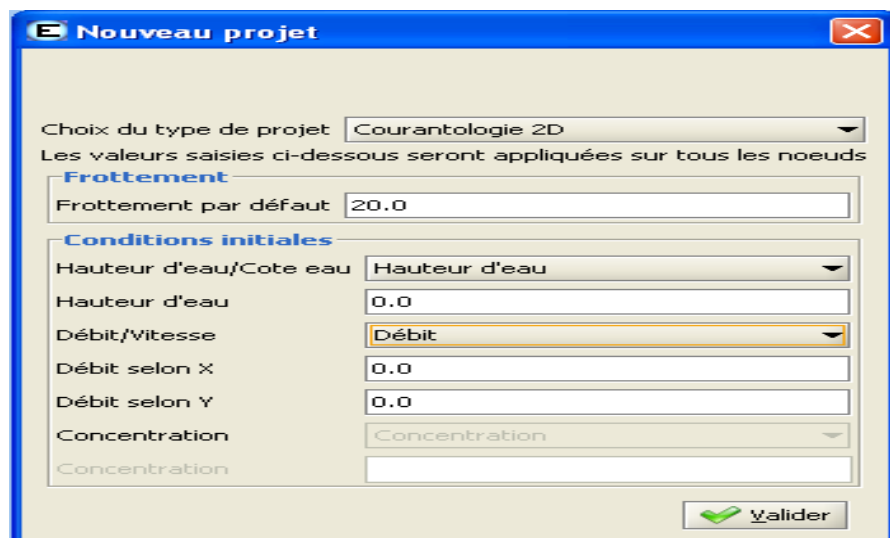 E Nouveau projet
Choix du type de projet Courantologie 2D
Les valeurs saisies ci-dessous seront appliquées sur tous les noeuds
Frottement
Frottement par défaut 20.0
Conditions initiales
Hauteur d'eau/Cote eau Hauteur d'eau
Hauteur d'eau 0.0
Débit/Vitesse Débit
Débit selon X 0.0
Débit selon Y 0.0
Concentration Concentration
Concentration
Valider